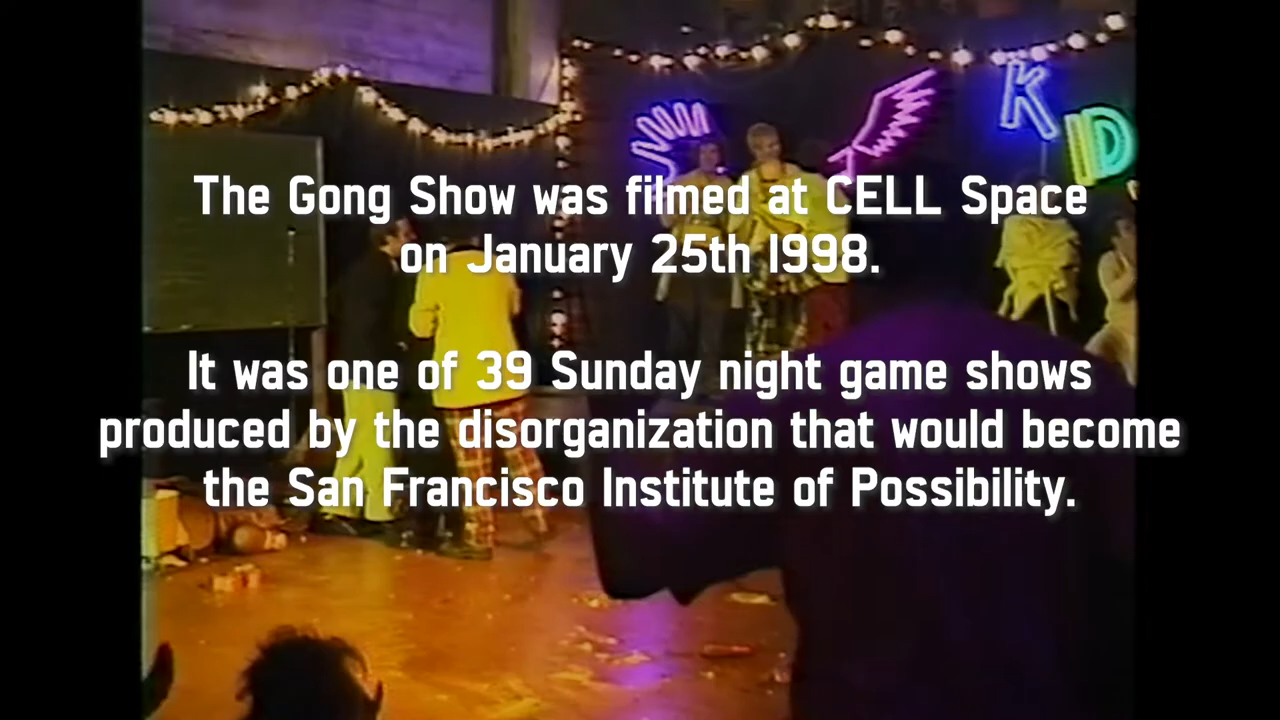 K
D
The Gong Show was filmed at CELL Space
on January 25th 1998.
It was one of 39 Sunday night game shows
produced by the disorganization that would become
the San Francisco Institute of Possibility.